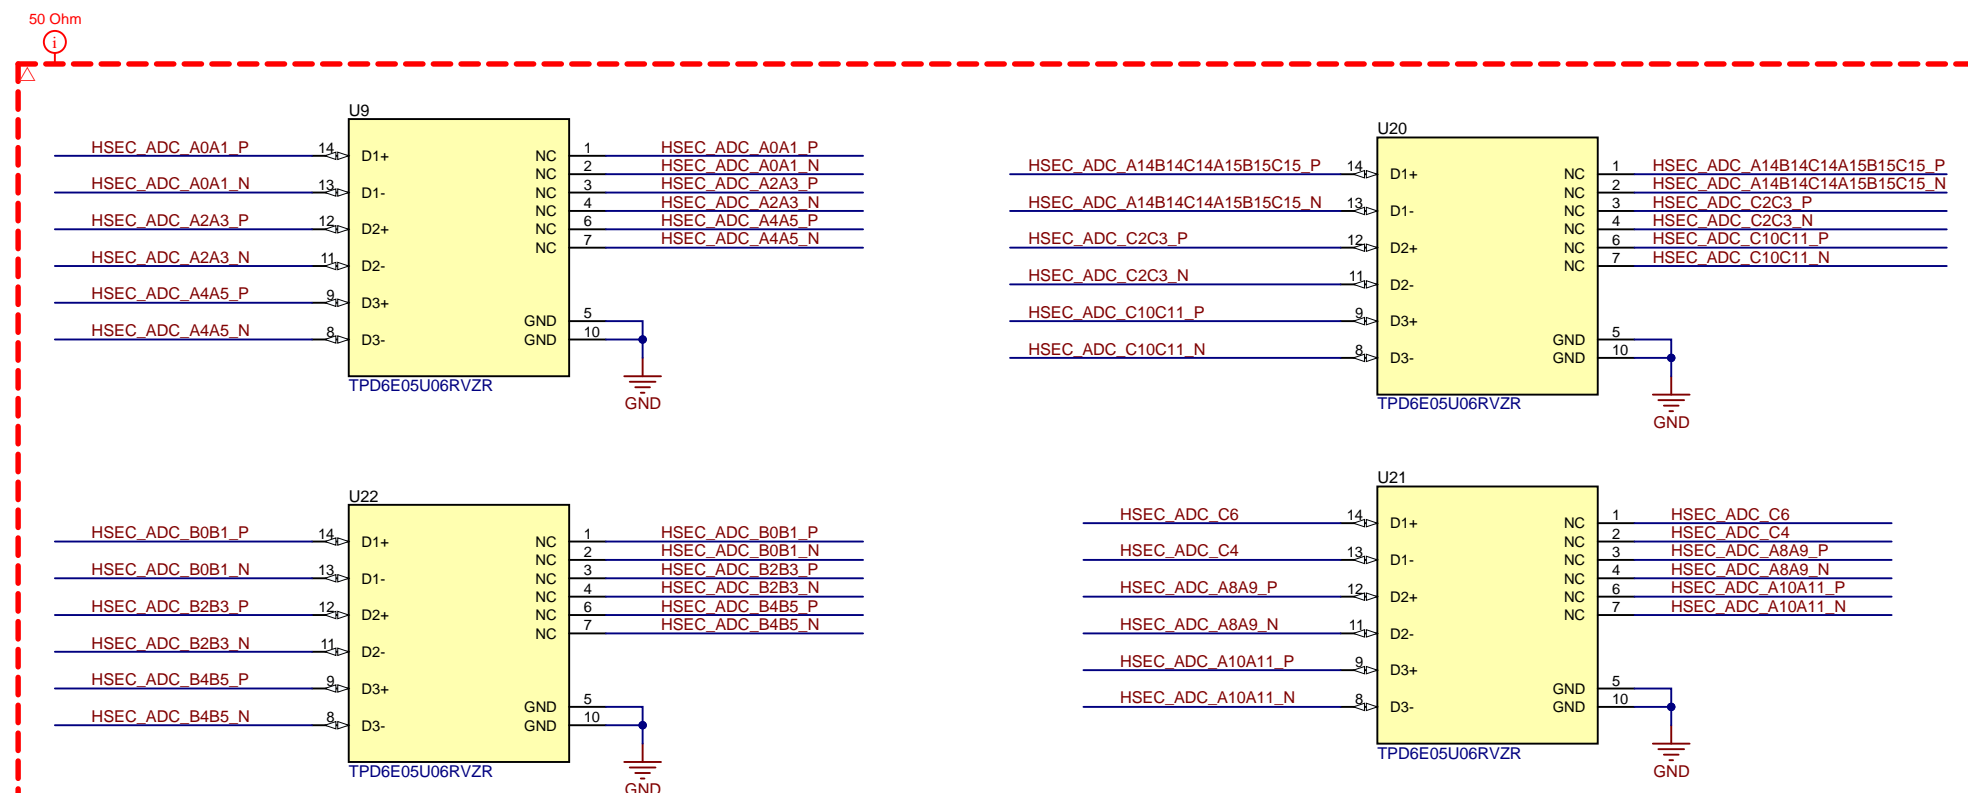 50 Ohm
i
U9
HSEC_ADC_A0A1_P 14 D1+ NC 1 HSEC_ADC_A0A1_P
NC 2 HSEC_ADC_A0A1_N
HSEC_ADC_A0A1_N 13 D1- NC 3 HSEC_ADC_A2A3_P
NC 4 HSEC_ADC_A2A3_N
HSEC_ADC_A2A3_P 12 D2+ NC 6 HSEC_ADC_A4A5_P
NC 7 HSEC_ADC_A4A5_N
HSEC_ADC_A2A3_N 11 D2-
HSEC_ADC_A4A5_P 9 D3+
GND 5
HSEC_ADC_A4A5_N 8 D3- GND 10
TPD6E05U06RVZR
GND
U20
HSEC_ADC_A14B14C14A15B15C15_P 14 D1+ NC 1 HSEC_ADC_A14B14C14A15B15C15_P
NC 2 HSEC_ADC_A14B14C14A15B15C15_N
HSEC_ADC_A14B14C14A15B15C15_N 13 D1- NC 3 HSEC_ADC_C2C3_P
NC 4 HSEC_ADC_C2C3_N
HSEC_ADC_C2C3_P 12 D2+ NC 6 HSEC_ADC_C10C11_P
NC 7 HSEC_ADC_C10C11_N
HSEC_ADC_C2C3_N 11 D2-
HSEC_ADC_C10C11_P 9 D3+
GND 5
HSEC_ADC_C10C11_N 8 D3- GND 10
TPD6E05U06RVZR
GND
U22
HSEC_ADC_B0B1_P 14 D1+ NC 1 HSEC_ADC_B0B1_P
NC 2 HSEC_ADC_B0B1_N
HSEC_ADC_B0B1_N 13 D1- NC 3 HSEC_ADC_B2B3_P
NC 4 HSEC_ADC_B2B3_N
HSEC_ADC_B2B3_P 12 D2+ NC 6 HSEC_ADC_B4B5_P
NC 7 HSEC_ADC_B4B5_N
HSEC_ADC_B2B3_N 11 D2-
HSEC_ADC_B4B5_P 9 D3+
GND 5
HSEC_ADC_B4B5_N 8 D3- GND 10
TPD6E05U06RVZR
GND
U21
HSEC_ADC_C6 14 D1+ NC 1 HSEC_ADC_C6
NC 2 HSEC_ADC_C4
HSEC_ADC_C4 13 D1- NC 3 HSEC_ADC_A8A9_P
NC 4 HSEC_ADC_A8A9_N
HSEC_ADC_A8A9_P 12 D2+ NC 6 HSEC_ADC_A10A11_P
NC 7 HSEC_ADC_A10A11_N
HSEC_ADC_A8A9_N 11 D2-
HSEC_ADC_A10A11_P 9 D3+
GND 5
HSEC_ADC_A10A11_N 8 D3- GND 10
TPD6E05U06RVZR
GND